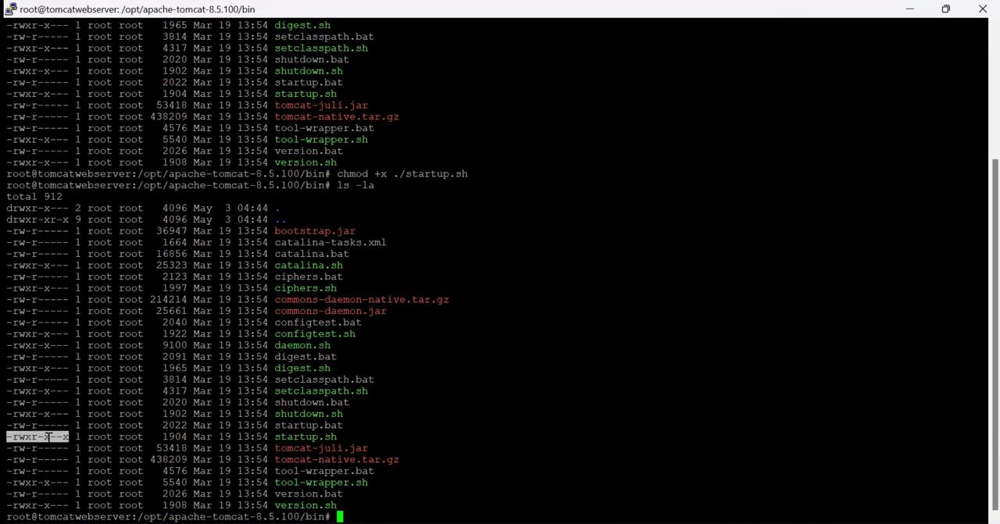 root@tomcatwebserver: /opt/apache-tomcat-8.5.100/bin
-rwxr-x--- 1 root root   1965 Mar 19 13:54 digest.sh
-rw-r----- 1 root root   3814 Mar 19 13:54 setclasspath.bat
-rwxr-x--- 1 root root   4317 Mar 19 13:54 setclasspath.sh
-rw-r----- 1 root root   2020 Mar 19 13:54 shutdown.bat
-rwxr-x--- 1 root root   1902 Mar 19 13:54 shutdown.sh
-rw-r----- 1 root root   2022 Mar 19 13:54 startup.bat
-rwxr-x--- 1 root root   1904 Mar 19 13:54 startup.sh
-rw-r----- 1 root root  53418 Mar 19 13:54 tomcat-juli.jar
-rw-r----- 1 root root 438209 Mar 19 13:54 tomcat-native.tar.gz
-rw-r----- 1 root root   4576 Mar 19 13:54 tool-wrapper.bat
-rwxr-x--- 1 root root   5540 Mar 19 13:54 tool-wrapper.sh
-rw-r----- 1 root root   2026 Mar 19 13:54 version.bat
-rwxr-x--- 1 root root   1908 Mar 19 13:54 version.sh
root@tomcatwebserver:/opt/apache-tomcat-8.5.100/bin# chmod +x ./startup.sh
root@tomcatwebserver:/opt/apache-tomcat-8.5.100/bin# ls -la
total 912
drwxr-x--- 2 root root   4096 May  3 04:44 .
drwxr-xr-x 9 root root   4096 May  3 04:44 ..
-rw-r----- 1 root root  36947 Mar 19 13:54 bootstrap.jar
-rw-r----- 1 root root   1664 Mar 19 13:54 catalina-tasks.xml
-rw-r----- 1 root root  16856 Mar 19 13:54 catalina.bat
-rwxr-x--- 1 root root  25323 Mar 19 13:54 catalina.sh
-rw-r----- 1 root root   2123 Mar 19 13:54 ciphers.bat
-rwxr-x--- 1 root root   1997 Mar 19 13:54 ciphers.sh
-rw-r----- 1 root root 214214 Mar 19 13:54 commons-daemon-native.tar.gz
-rw-r----- 1 root root  25661 Mar 19 13:54 commons-daemon.jar
-rw-r----- 1 root root   2040 Mar 19 13:54 configtest.bat
-rwxr-x--- 1 root root   1922 Mar 19 13:54 configtest.sh
-rwxr-x--- 1 root root   9100 Mar 19 13:54 daemon.sh
-rw-r----- 1 root root   2091 Mar 19 13:54 digest.bat
-rwxr-x--- 1 root root   1965 Mar 19 13:54 digest.sh
-rw-r----- 1 root root   3814 Mar 19 13:54 setclasspath.bat
-rwxr-x--- 1 root root   4317 Mar 19 13:54 setclasspath.sh
-rw-r----- 1 root root   2020 Mar 19 13:54 shutdown.bat
-rwxr-x--- 1 root root   1902 Mar 19 13:54 shutdown.sh
-rw-r----- 1 root root   2022 Mar 19 13:54 startup.bat
-rwxr-x--x 1 root root   1904 Mar 19 13:54 startup.sh
-rw-r----- 1 root root  53418 Mar 19 13:54 tomcat-juli.jar
-rw-r----- 1 root root 438209 Mar 19 13:54 tomcat-native.tar.gz
-rw-r----- 1 root root   4576 Mar 19 13:54 tool-wrapper.bat
-rwxr-x--- 1 root root   5540 Mar 19 13:54 tool-wrapper.sh
-rw-r----- 1 root root   2026 Mar 19 13:54 version.bat
-rwxr-x--- 1 root root   1908 Mar 19 13:54 version.sh
root@tomcatwebserver:/opt/apache-tomcat-8.5.100/bin#